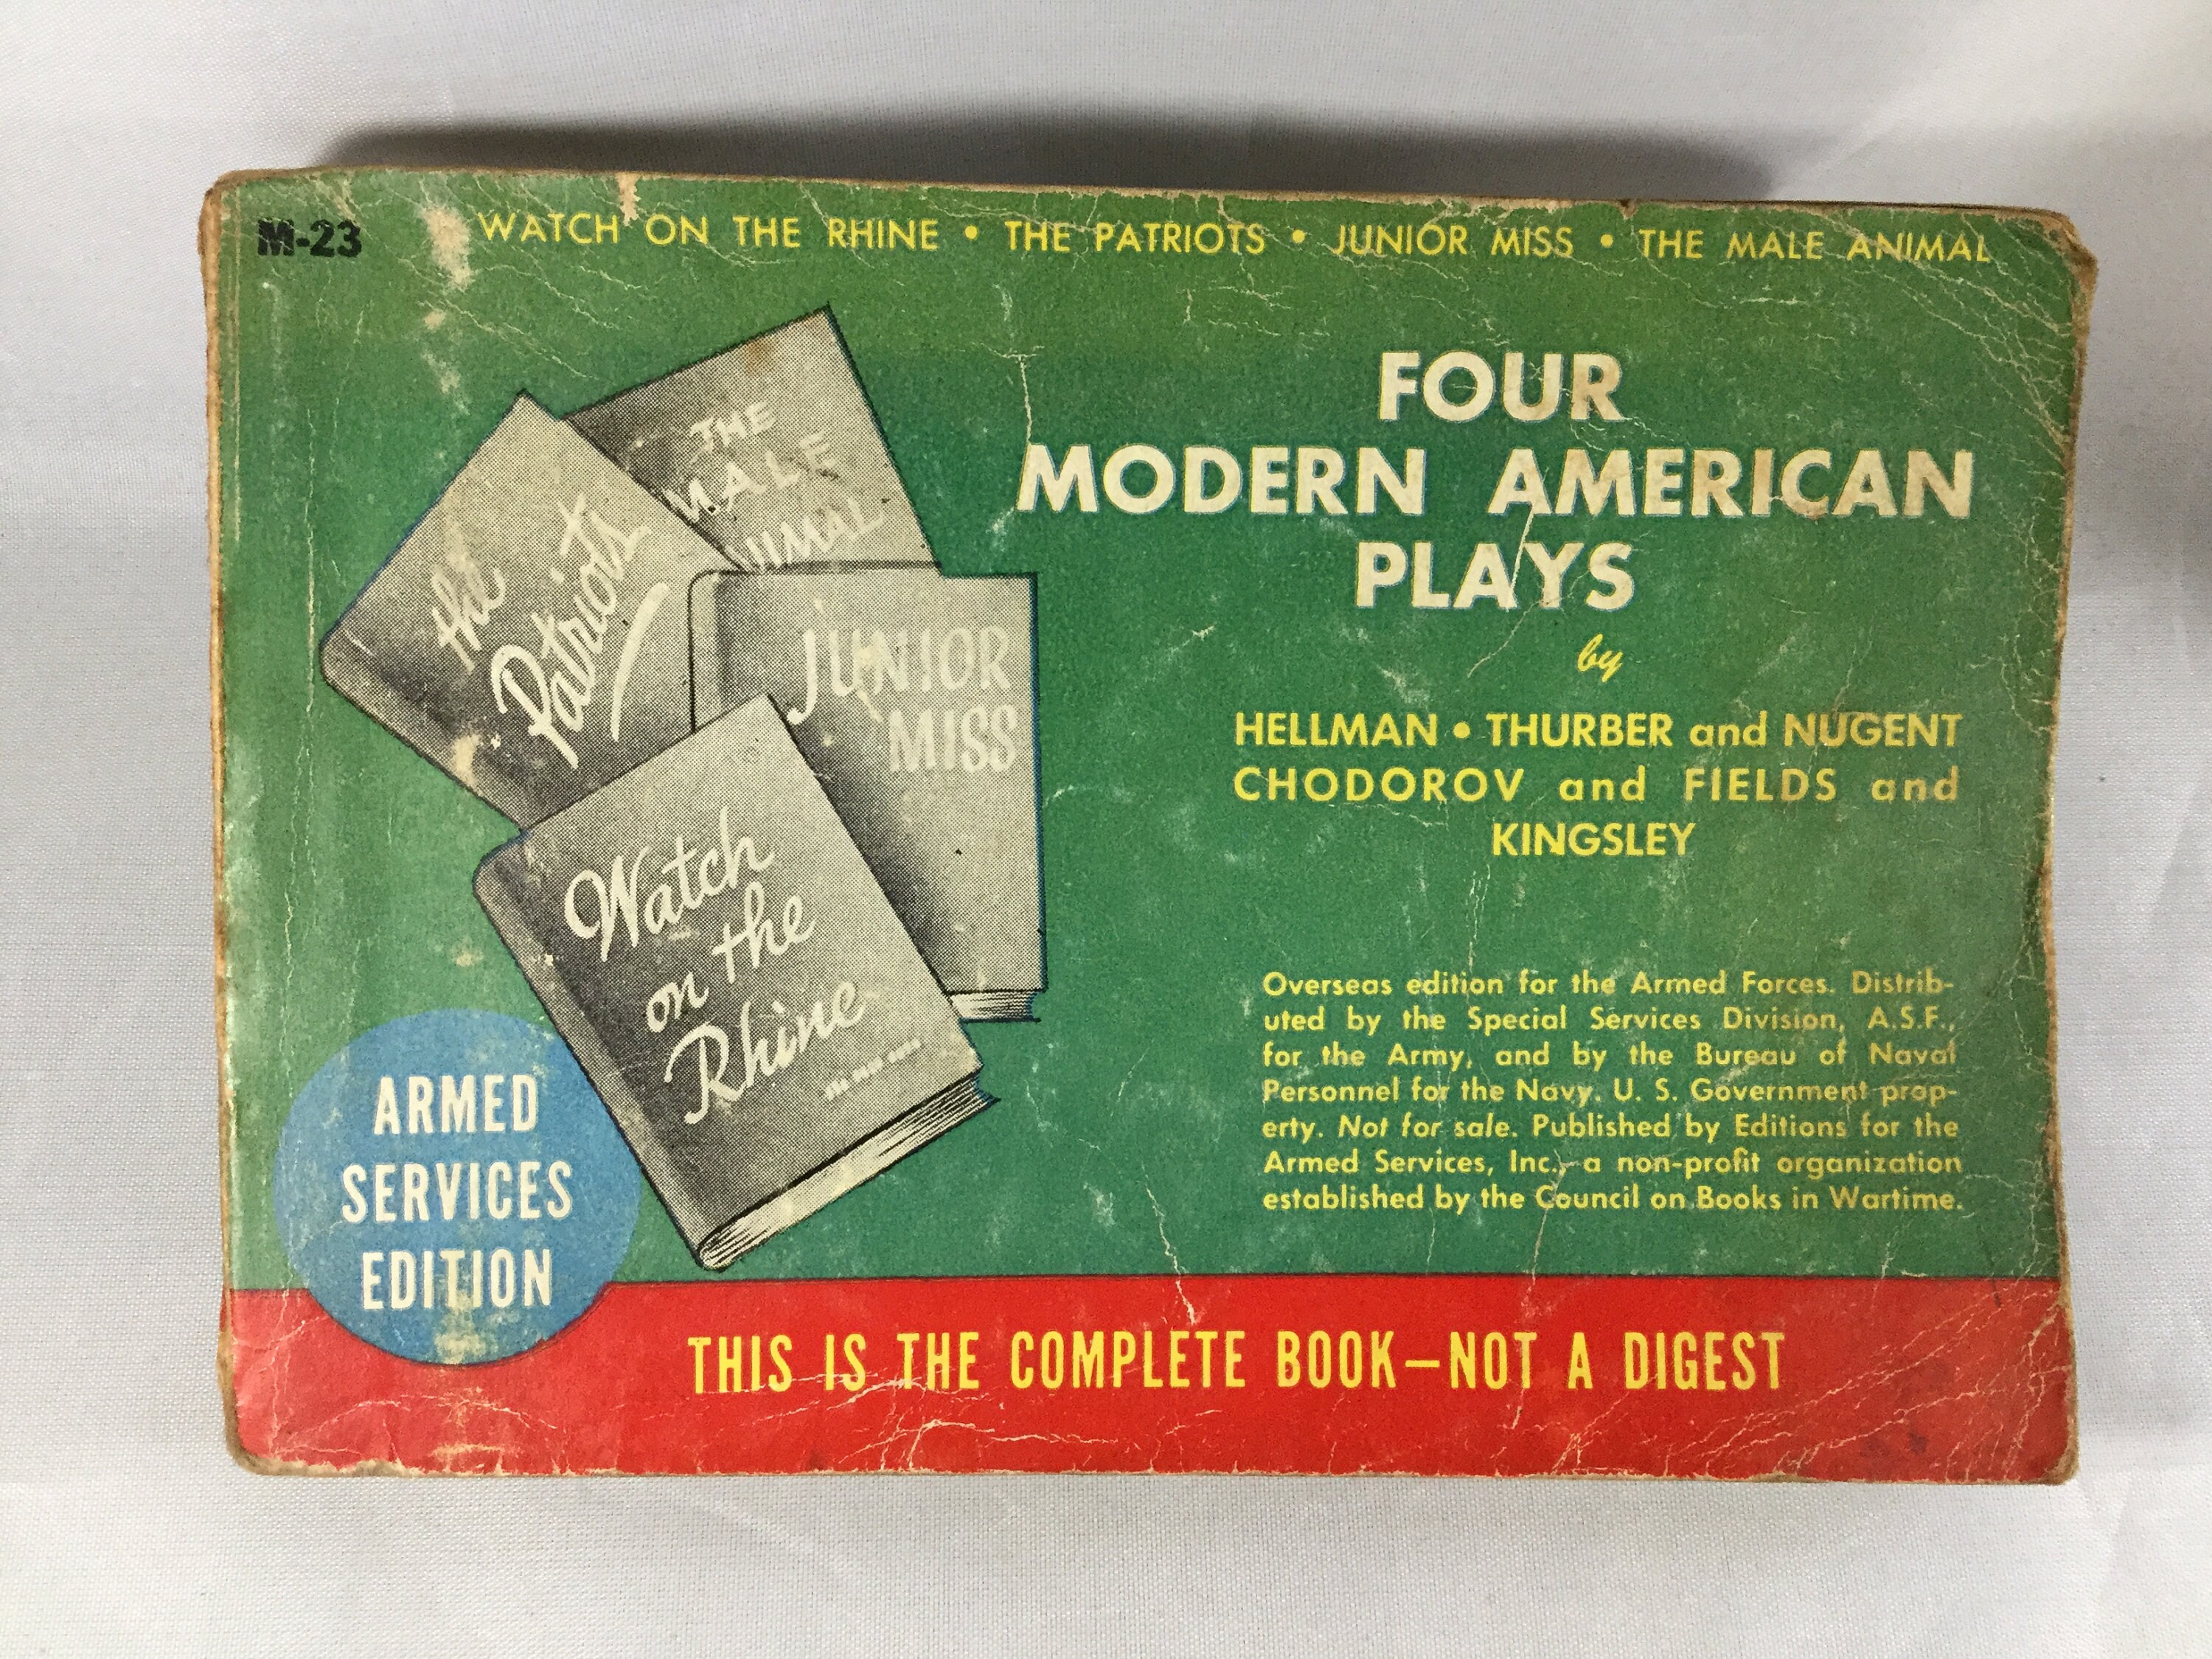 M-23
WATCH ON THE RHINE • THE PATRIOTS • JUNIOR MISS • THE MALE ANIMAL
FOUR
MODERN AMERICAN
PLAYS
by
HELLMAN • THURBER and NUGENT
CHODOROV and FIELDS and
KINGSLEY
THE
MALE
ANIMAL
the
Patriots
JUNIOR
MISS
Watch
on the
Rhine
Overseas edition for the Armed Forces. Distrib-
uted by the Special Services Division, A.S.F.,
for the Army, and by the Bureau of Naval
Personnel for the Navy. U. S. Government prop-
erty. Not for sale. Published by Editions for the
Armed Services, Inc., a non-profit organization
established by the Council on Books in Wartime.
ARMED
SERVICES
EDITION
THIS IS THE COMPLETE BOOK—NOT A DIGEST